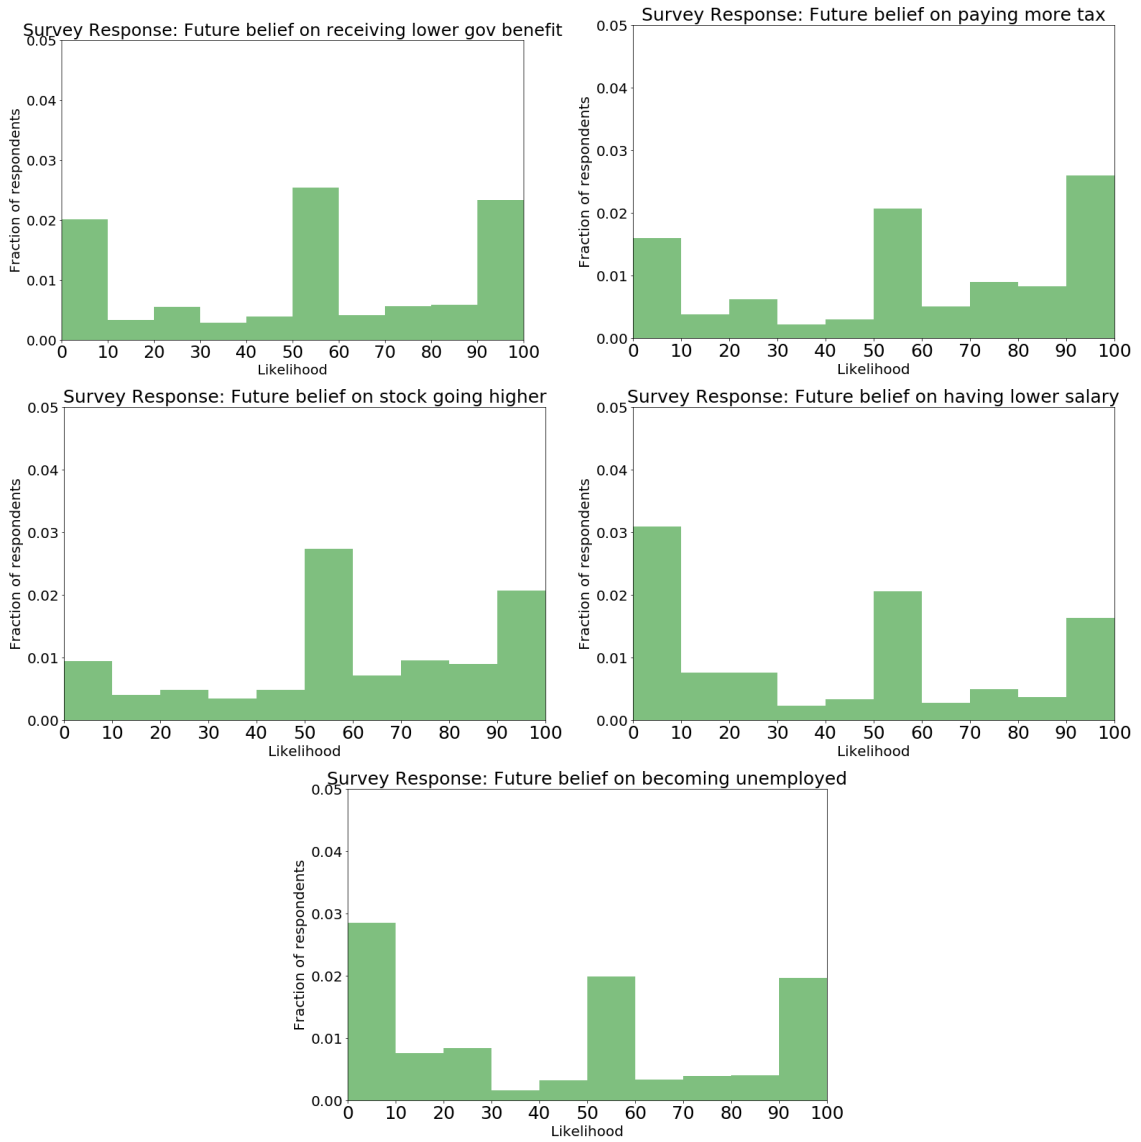 Survey Response: Future belief on receiving lower gov benefit
0.05
0.04
0.03
0.02
0.01
0.00
Fraction of respondents
0 10 20 30 40 50 60 70 80 90 100
Likelihood
Survey Response: Future belief on paying more tax
0.05
0.04
0.03
0.02
0.01
0.00
Fraction of respondents
0 10 20 30 40 50 60 70 80 90 100
Likelihood
Survey Response: Future belief on stock going higher
0.05
0.04
0.03
0.02
0.01
0.00
Fraction of respondents
0 10 20 30 40 50 60 70 80 90 100
Likelihood
Survey Response: Future belief on having lower salary
0.05
0.04
0.03
0.02
0.01
0.00
Fraction of respondents
0 10 20 30 40 50 60 70 80 90 100
Likelihood
Survey Response: Future belief on becoming unemployed
0.05
0.04
0.03
0.02
0.01
0.00
Fraction of respondents
0 10 20 30 40 50 60 70 80 90 100
Likelihood